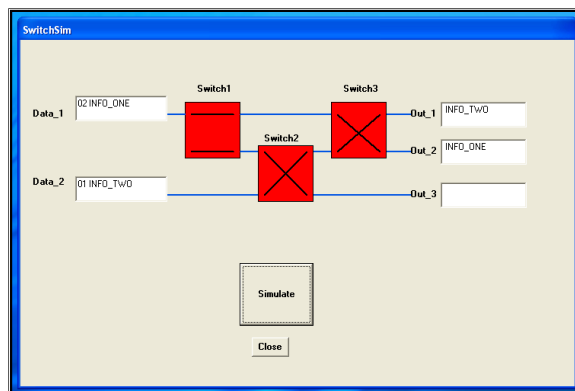 SwitchSim
Switch1
Switch3
Data_1
02 INFO_ONE
Out_1
INFO_TWO
Switch2
Out_2
INFO_ONE
Data_2
01 INFO_TWO
Out_3
Simulate
Close